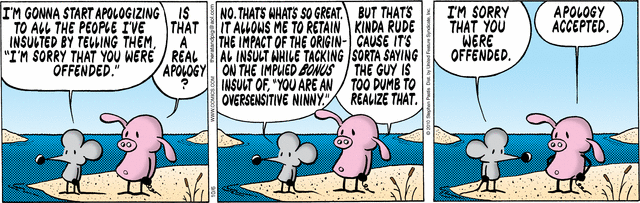 I'M GONNA START APOLOGIZING
TO ALL THE PEOPLE I'VE
INSULTED BY TELLING THEM,
"I'M SORRY THAT YOU WERE
OFFENDED."
IS
THAT
A
REAL
APOLOGY
?
NO. THAT'S WHAT'S SO GREAT.
IT ALLOWS ME TO RETAIN
THE IMPACT OF THE ORIGIN-
AL INSULT WHILE TACKING
ON THE IMPLIED BONUS
INSULT OF, "YOU ARE AN
OVERSENSITIVE NINNY."
BUT THAT'S
KINDA RUDE
CAUSE IT'S
SORTA SAYING
THE GUY IS
TOO DUMB TO
REALIZE THAT.
I'M SORRY
THAT YOU
WERE
OFFENDED.
APOLOGY
ACCEPTED.
WWW.COMICS.COM
10/6
© 2010 Stephan Pastis Dist. by United Feature Syndicate, Inc.